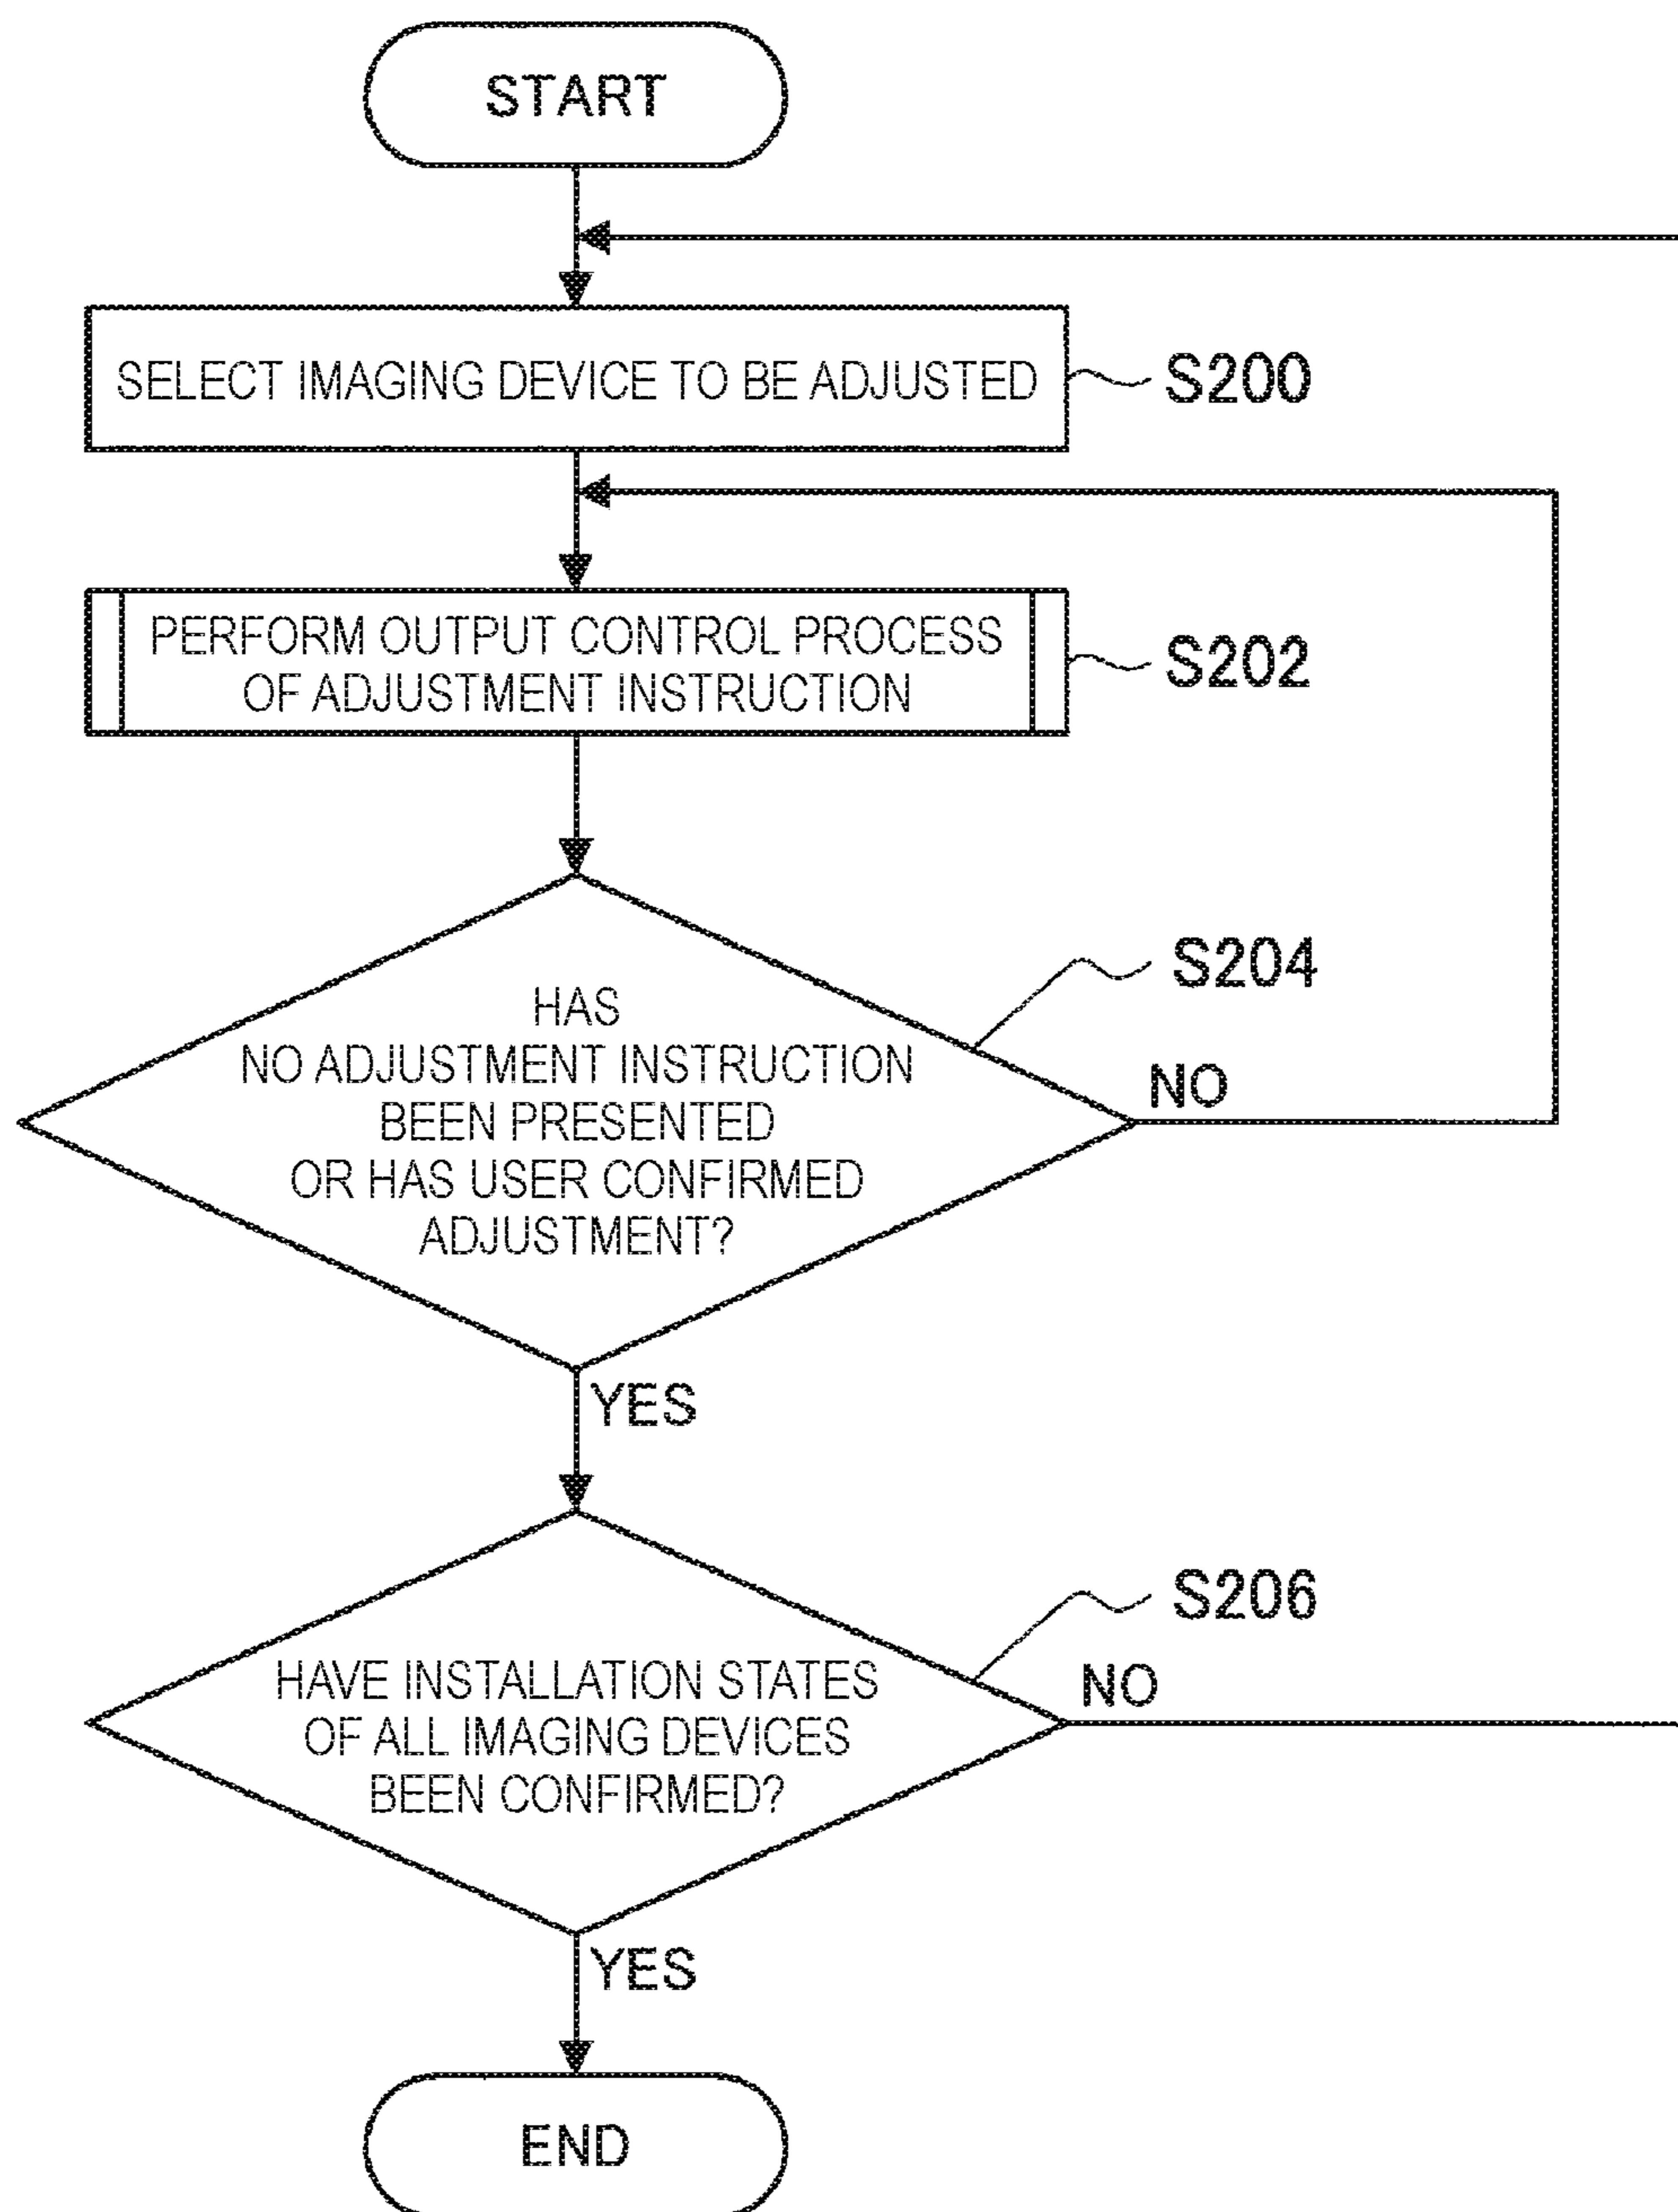 START
SELECT IMAGING DEVICE TO BE ADJUSTED
S200
PERFORM OUTPUT CONTROL PROCESS
OF ADJUSTMENT INSTRUCTION
S202
S204
HAS
NO ADJUSTMENT INSTRUCTION
BEEN PRESENTED
OR HAS USER CONFIRMED
ADJUSTMENT?
NO
YES
S206
HAVE INSTALLATION STATES
OF ALL IMAGING DEVICES
BEEN CONFIRMED?
NO
YES
END